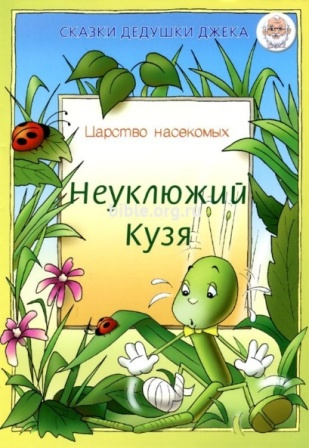 СКАЗКИ ДЕДУШКИ ДЖЕКА
Царство насекомых
Неуклюжий
bible.org.ru
Кузя